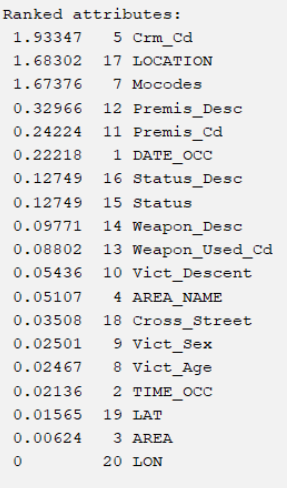 Ranked attributes:
1.93347 5 Crm_Cd
1.68302 17 LOCATION
1.67376 7 Mocodes
0.32966 12 Premis_Desc
0.24224 11 Premis_Cd
0.22218 1 DATE_OCC
0.12749 16 Status_Desc
0.12749 15 Status
0.09771 14 Weapon_Desc
0.08802 13 Weapon_Used_Cd
0.05436 10 Vict_Descent
0.05107 4 AREA_NAME
0.03508 18 Cross_Street
0.02501 9 Vict_Sex
0.02467 8 Vict_Age
0.02136 2 TIME_OCC
0.01565 19 LAT
0.00624 3 AREA
0 20 LON